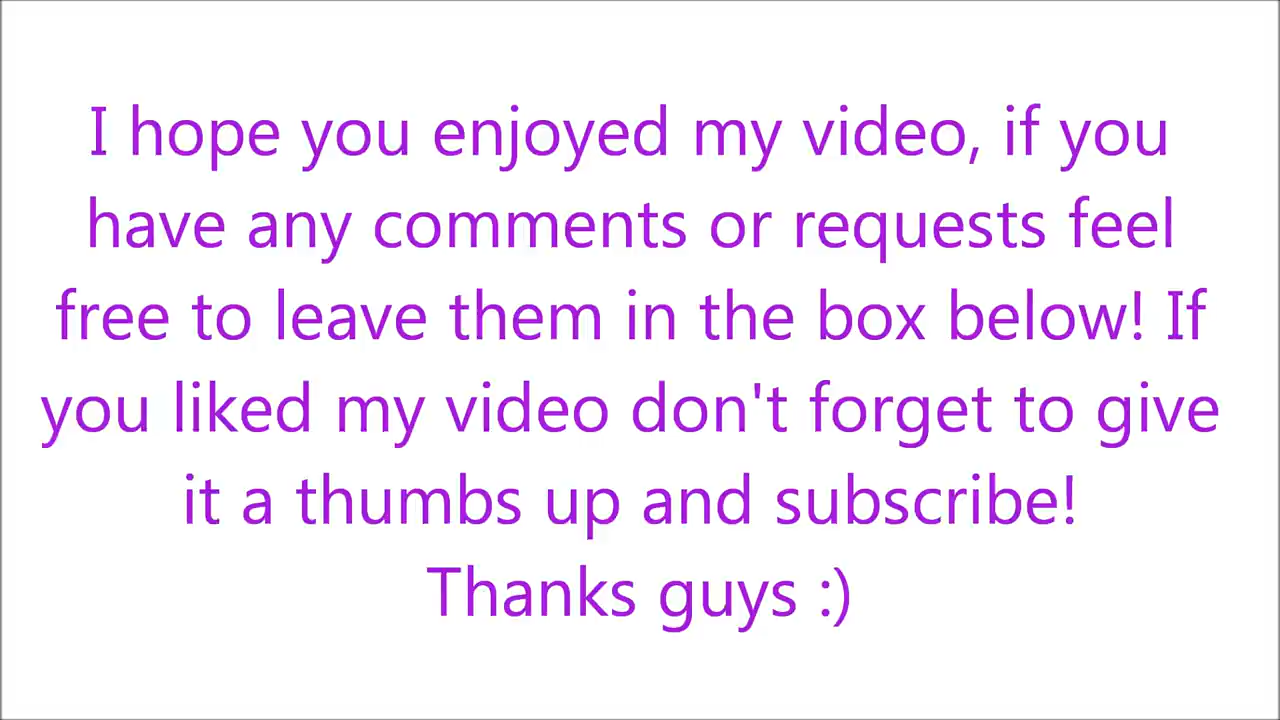 I hope you enjoyed my video, if you
have any comments or requests feel
free to leave them in the box below! If
you liked my video don't forget to give
it a thumbs up and subscribe!
Thanks guys :)